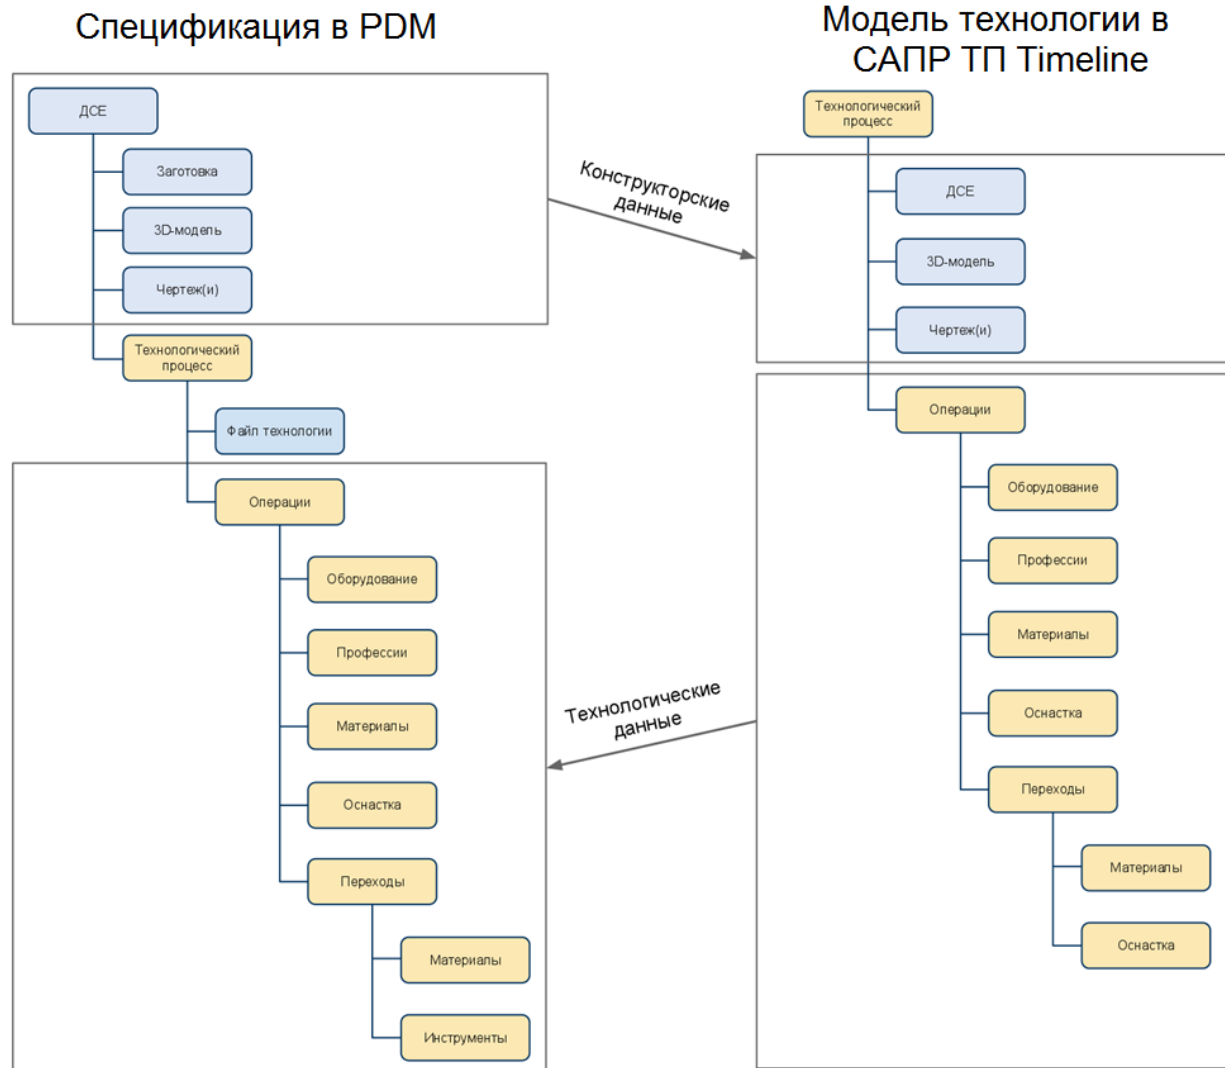 Спецификация в PDM
ДСЕ
Заготовка
3D-модель
Чертеж(и)
Технологический
процесс
Файл технологии
Операции
Оборудование
Профессии
Материалы
Оснастка
Переходы
Материалы
Инструменты
Конструкторские
данные
Технологические
данные
Модель технологии в
САПР ТП Timeline
Технологический
процесс
ДСЕ
3D-модель
Чертеж(и)
Операции
Оборудование
Профессии
Материалы
Оснастка
Переходы
Материалы
Оснастка